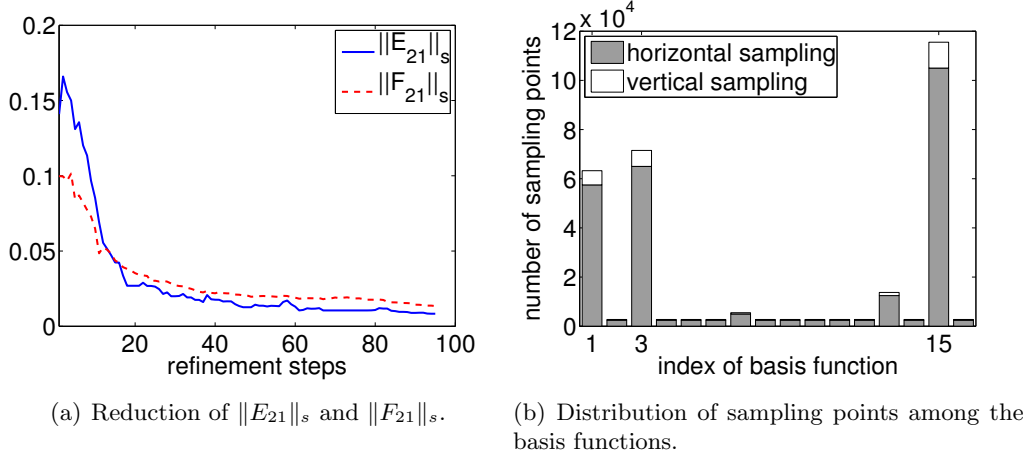 0.2
0.15
0.1
0.05
0
20
40
60
80
100
refinement steps
||E21||s
||F21||s
(a) Reduction of ‖E21‖s and ‖F21‖s.
x 10^4
12
10
8
6
4
2
0
number of sampling points
horizontal sampling
vertical sampling
1
3
15
index of basis function
(b) Distribution of sampling points among the
basis functions.